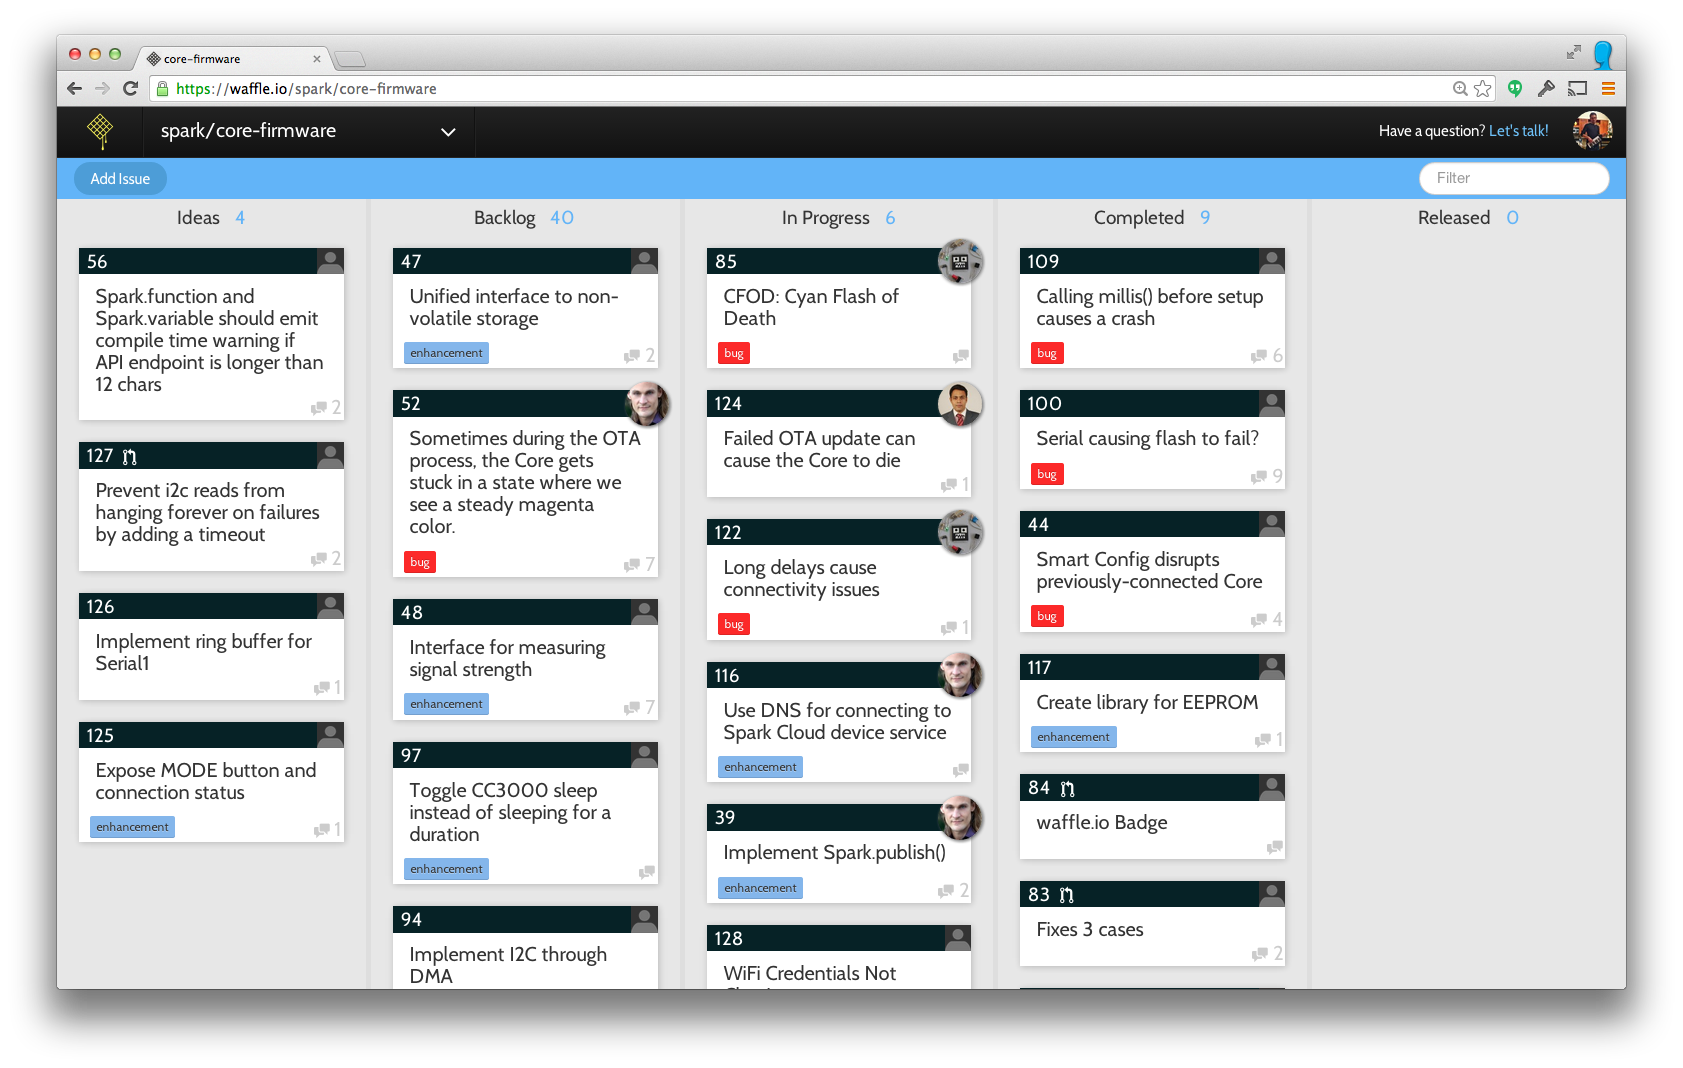 core-firmware
https://waffle.io/spark/core-firmware
spark/core-firmware
Have a question? Let's talk!
Add Issue
Filter
Ideas 4
56
Spark.function and
Spark.variable should emit
compile time warning if
API endpoint is longer than
12 chars
2
127
Prevent i2c reads from
hanging forever on failures
by adding a timeout
2
126
Implement ring buffer for
Serial1
1
125
Expose MODE button and
connection status
enhancement
1
Backlog 40
47
Unified interface to non-
volatile storage
enhancement
2
52
Sometimes during the OTA
process, the Core gets
stuck in a state where we
see a steady magenta
color.
bug
7
48
Interface for measuring
signal strength
enhancement
7
97
Toggle CC3000 sleep
instead of sleeping for a
duration
enhancement
94
Implement I2C through
DMA
In Progress 6
85
CFOD: Cyan Flash of
Death
bug
124
Failed OTA update can
cause the Core to die
1
122
Long delays cause
connectivity issues
bug
1
116
Use DNS for connecting to
Spark Cloud device service
enhancement
39
Implement Spark.publish()
enhancement
2
128
WiFi Credentials Not
Completed 9
109
Calling millis() before setup
causes a crash
bug
6
100
Serial causing flash to fail?
bug
9
44
Smart Config disrupts
previously-connected Core
bug
4
117
Create library for EEPROM
enhancement
1
84
waffle.io Badge
83
Fixes 3 cases
2
Released 0